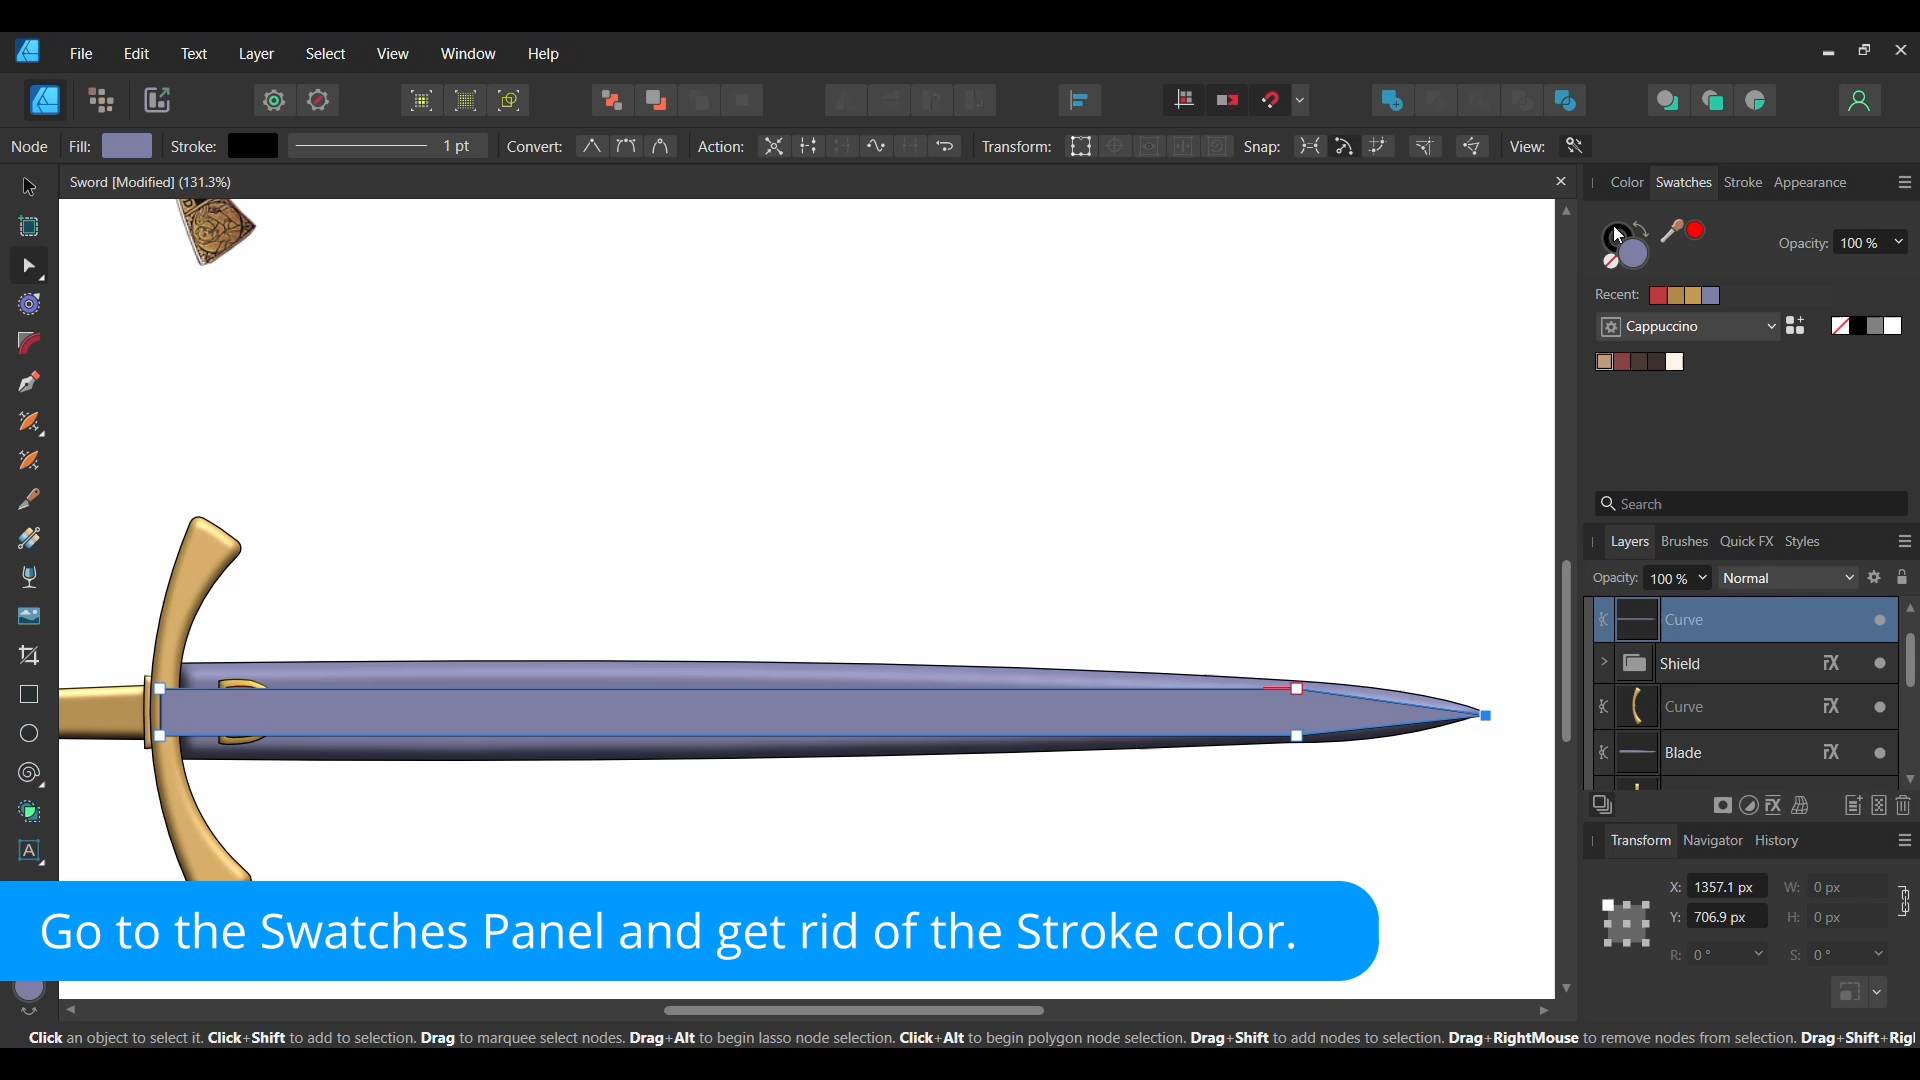 File Edit Text Layer Select View Window Help
Node Fill: Stroke: 1 pt Convert: Action: Transform: Snap: View:
Sword [Modified] (131.3%)
Color Swatches Stroke Appearance
Opacity: 100 %
Recent:
Cappuccino
Search
Layers Brushes Quick FX Styles
Opacity: 100 % Normal
Curve
Shield FX
Curve FX
Blade FX
FX
Transform Navigator History
X: 1357.1 px W: 0 px
Y: 706.9 px H: 0 px
R: 0 ° S: 0 °
A
Go to the Swatches Panel and get rid of the Stroke color.
Click an object to select it. Click+Shift to add to selection. Drag to marquee select nodes. Drag+Alt to begin lasso node selection. Click+Alt to begin polygon node selection. Drag+Shift to add nodes to selection. Drag+RightMouse to remove nodes from selection. Drag+Shift+Rig